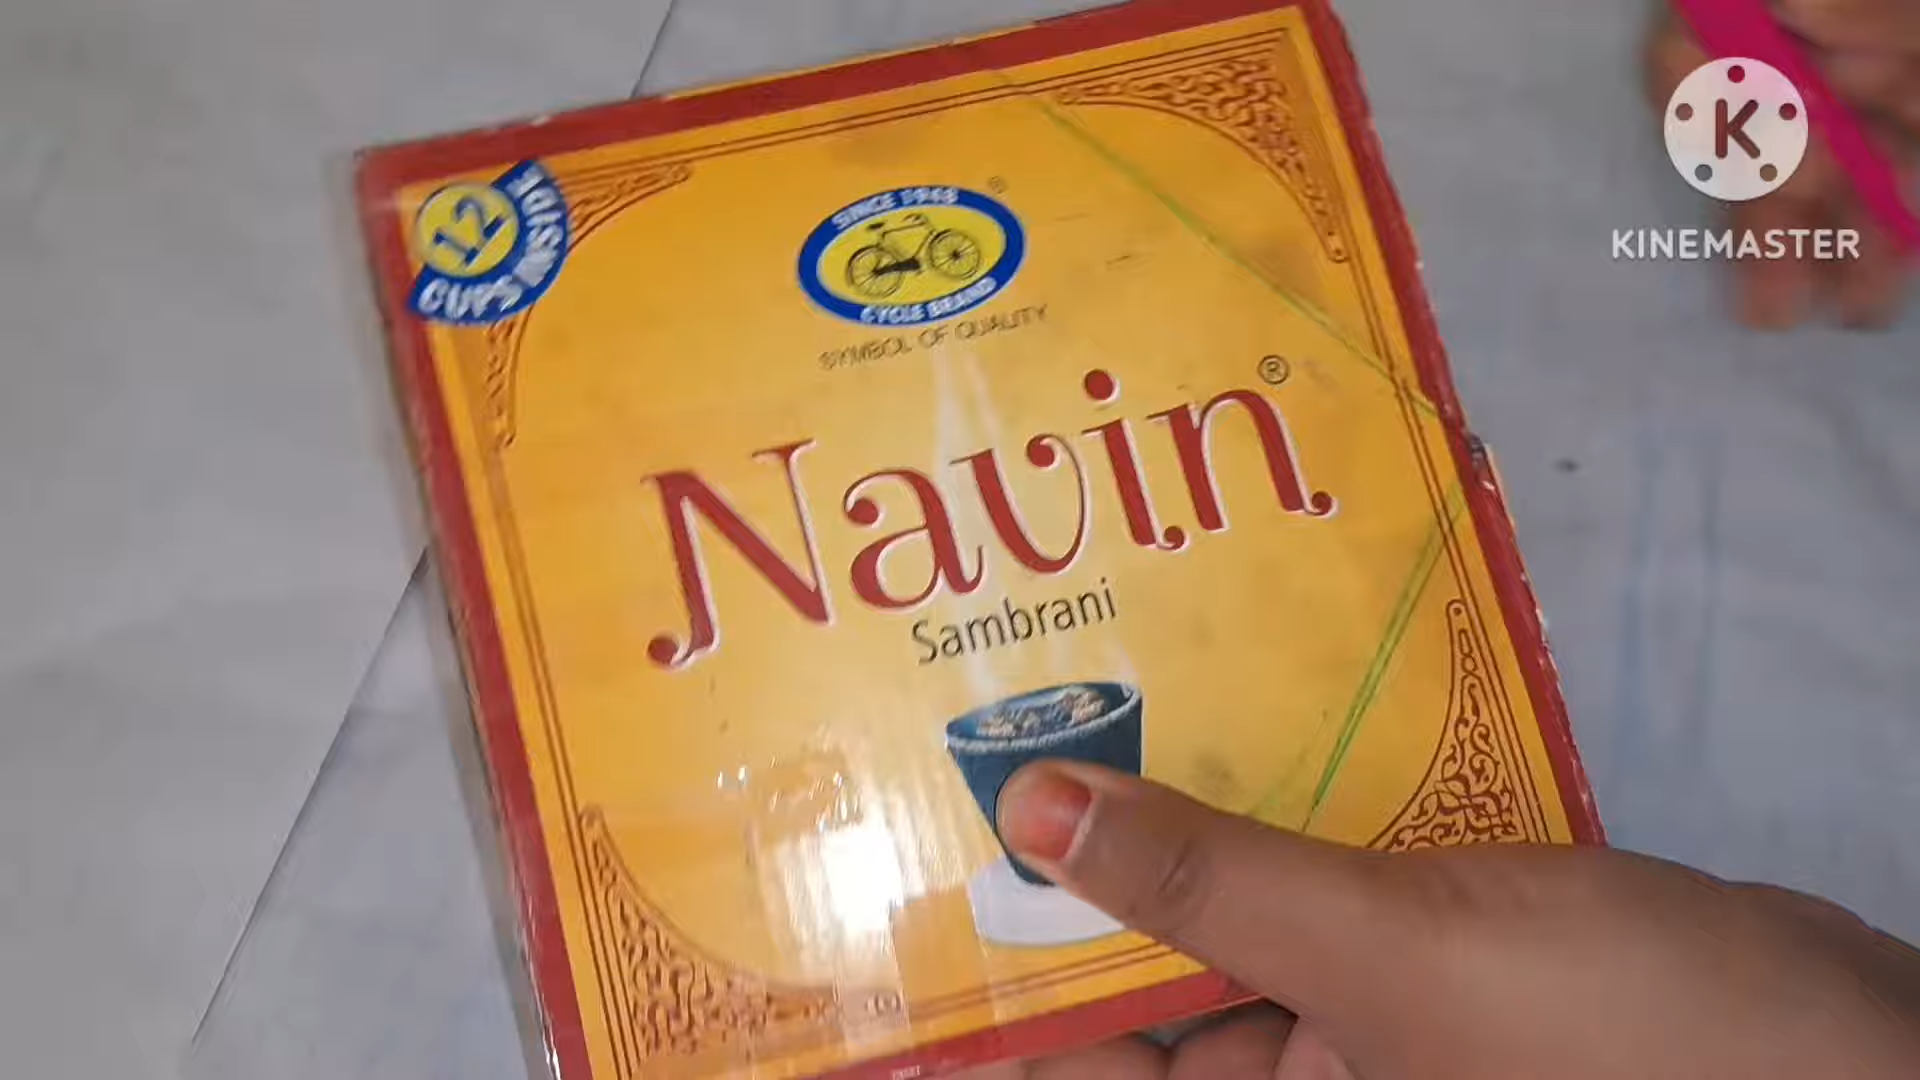 12
CUPS INSIDE
SINCE 1948
CYCLE BRAND
®
SYMBOL OF QUALITY
Navin®
Sambrani
K
KINEMASTER